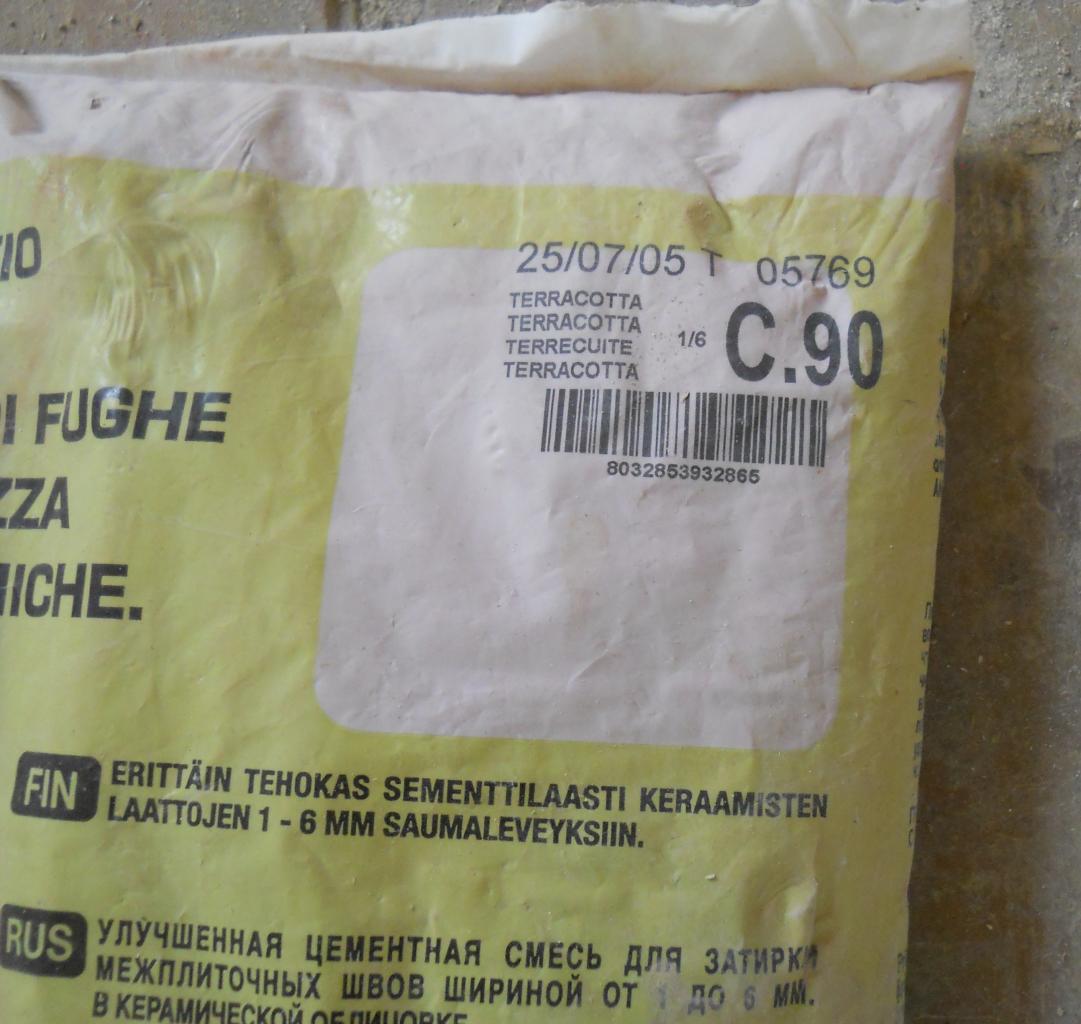 25/07/05 T 05769
TERRACOTTA
TERRACOTTA
TERRECUITE
TERRACOTTA
1/6
C.90
8032853932865
DI FUGHE
FIN
ERITTÄIN TEHOKAS SEMENTTILAASTI KERAAMISTEN
LAATTOJEN 1 - 6 MM SAUMALEVEYKSIIN.
RUS
УЛУЧШЕННАЯ ЦЕМЕНТНАЯ СМЕСЬ ДЛЯ ЗАТИРКИ
МЕЖПЛИТОЧНЫХ ШВОВ ШИРИНОЙ ОТ 1 ДО 6 ММ.
В КЕРАМИЧЕСКОЙ ОБЛИЦОВКЕ